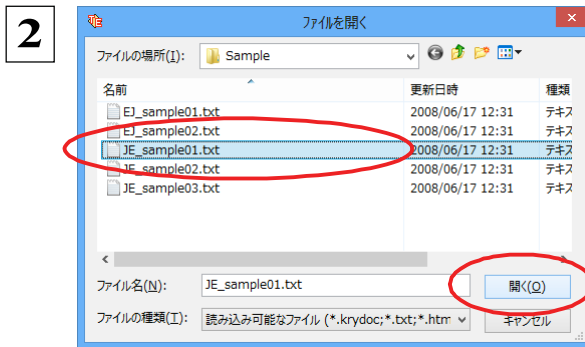 2
ファイルを開く
ファイルの場所(I): Sample
名前 更新日時 種類
EJ_sample01.txt 2008/06/17 12:31 テキス
EJ_sample02.txt 2008/06/17 12:31 テキス
JE_sample01.txt 2008/06/17 12:31 テキス
JE_sample02.txt 2008/06/17 12:31 テキス
JE_sample03.txt 2008/06/17 12:31 テキス
ファイル名(N): JE_sample01.txt 開く(O)
ファイルの種類(T): 読み込み可能なファイル (*.krydoc;*.txt;*.htm キャンセル